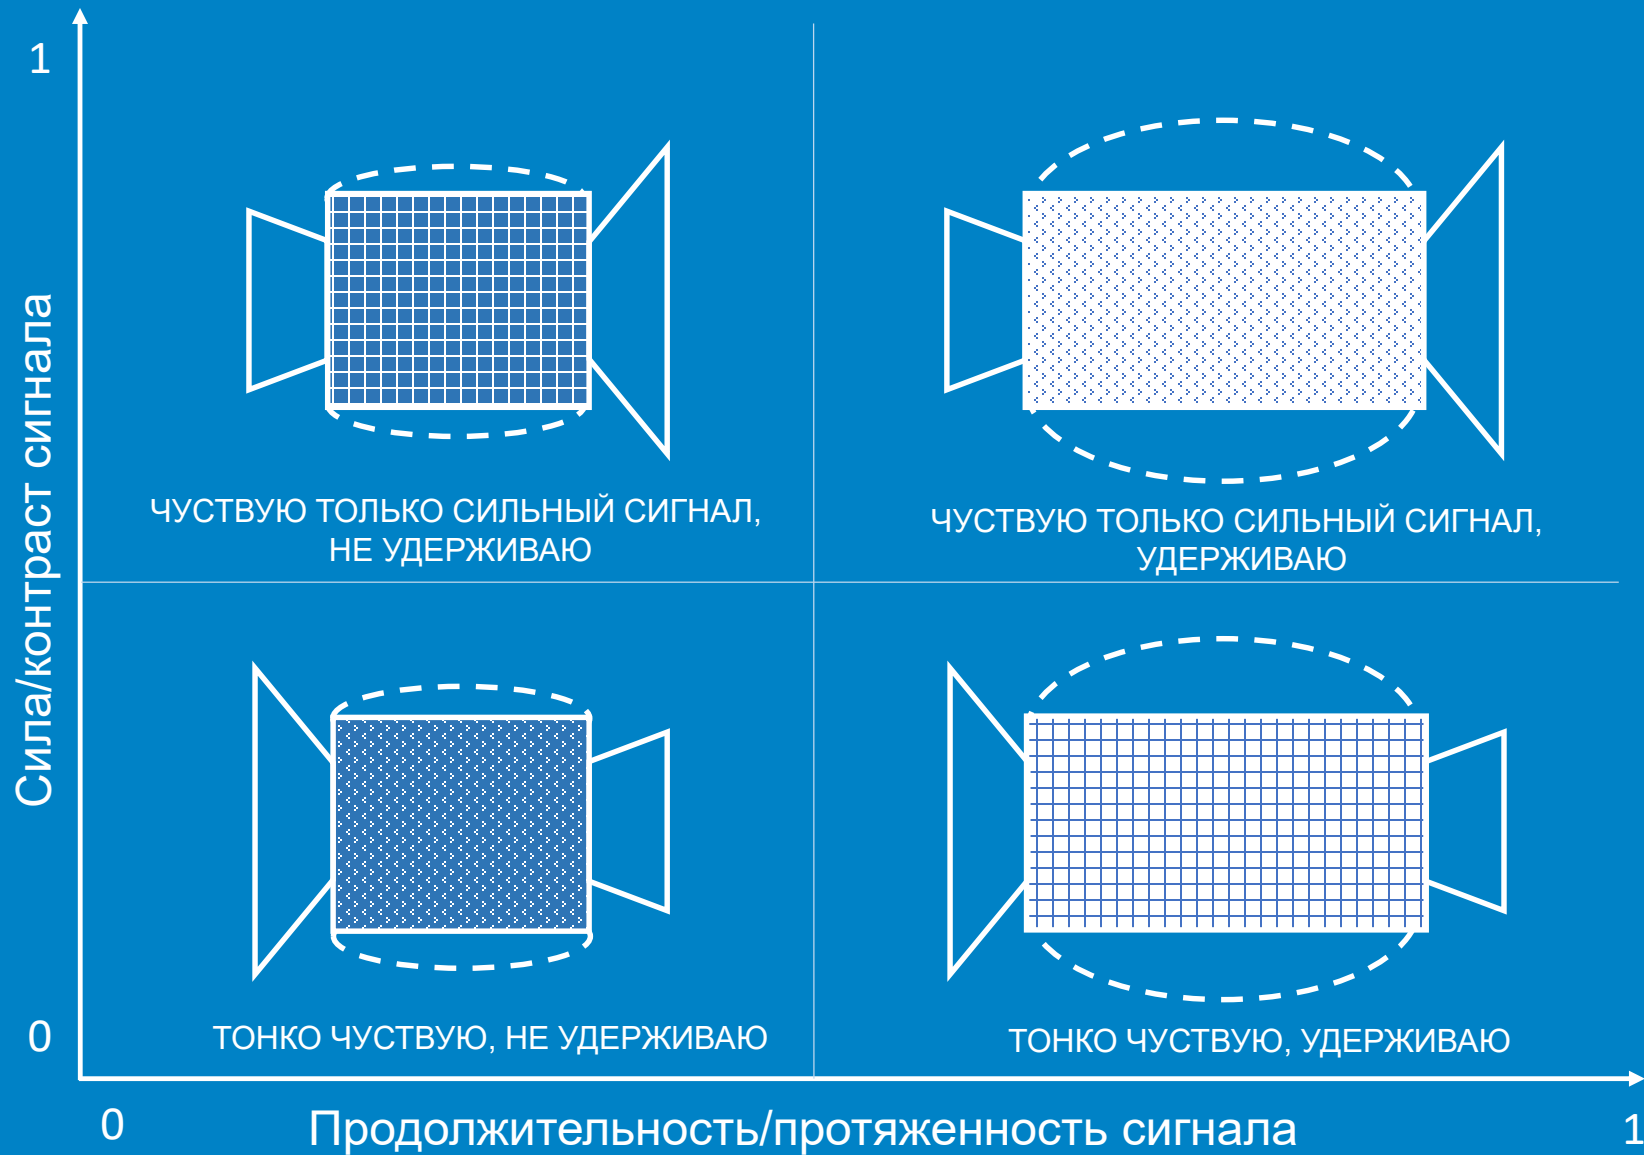 1
Сила/контраст сигнала
ЧУСТВУЮ ТОЛЬКО СИЛЬНЫЙ СИГНАЛ,
НЕ УДЕРЖИВАЮ
ЧУСТВУЮ ТОЛЬКО СИЛЬНЫЙ СИГНАЛ,
УДЕРЖИВАЮ
ТОНКО ЧУСТВУЮ, НЕ УДЕРЖИВАЮ
ТОНКО ЧУСТВУЮ, УДЕРЖИВАЮ
0
0
Продолжительность/протяженность сигнала
1